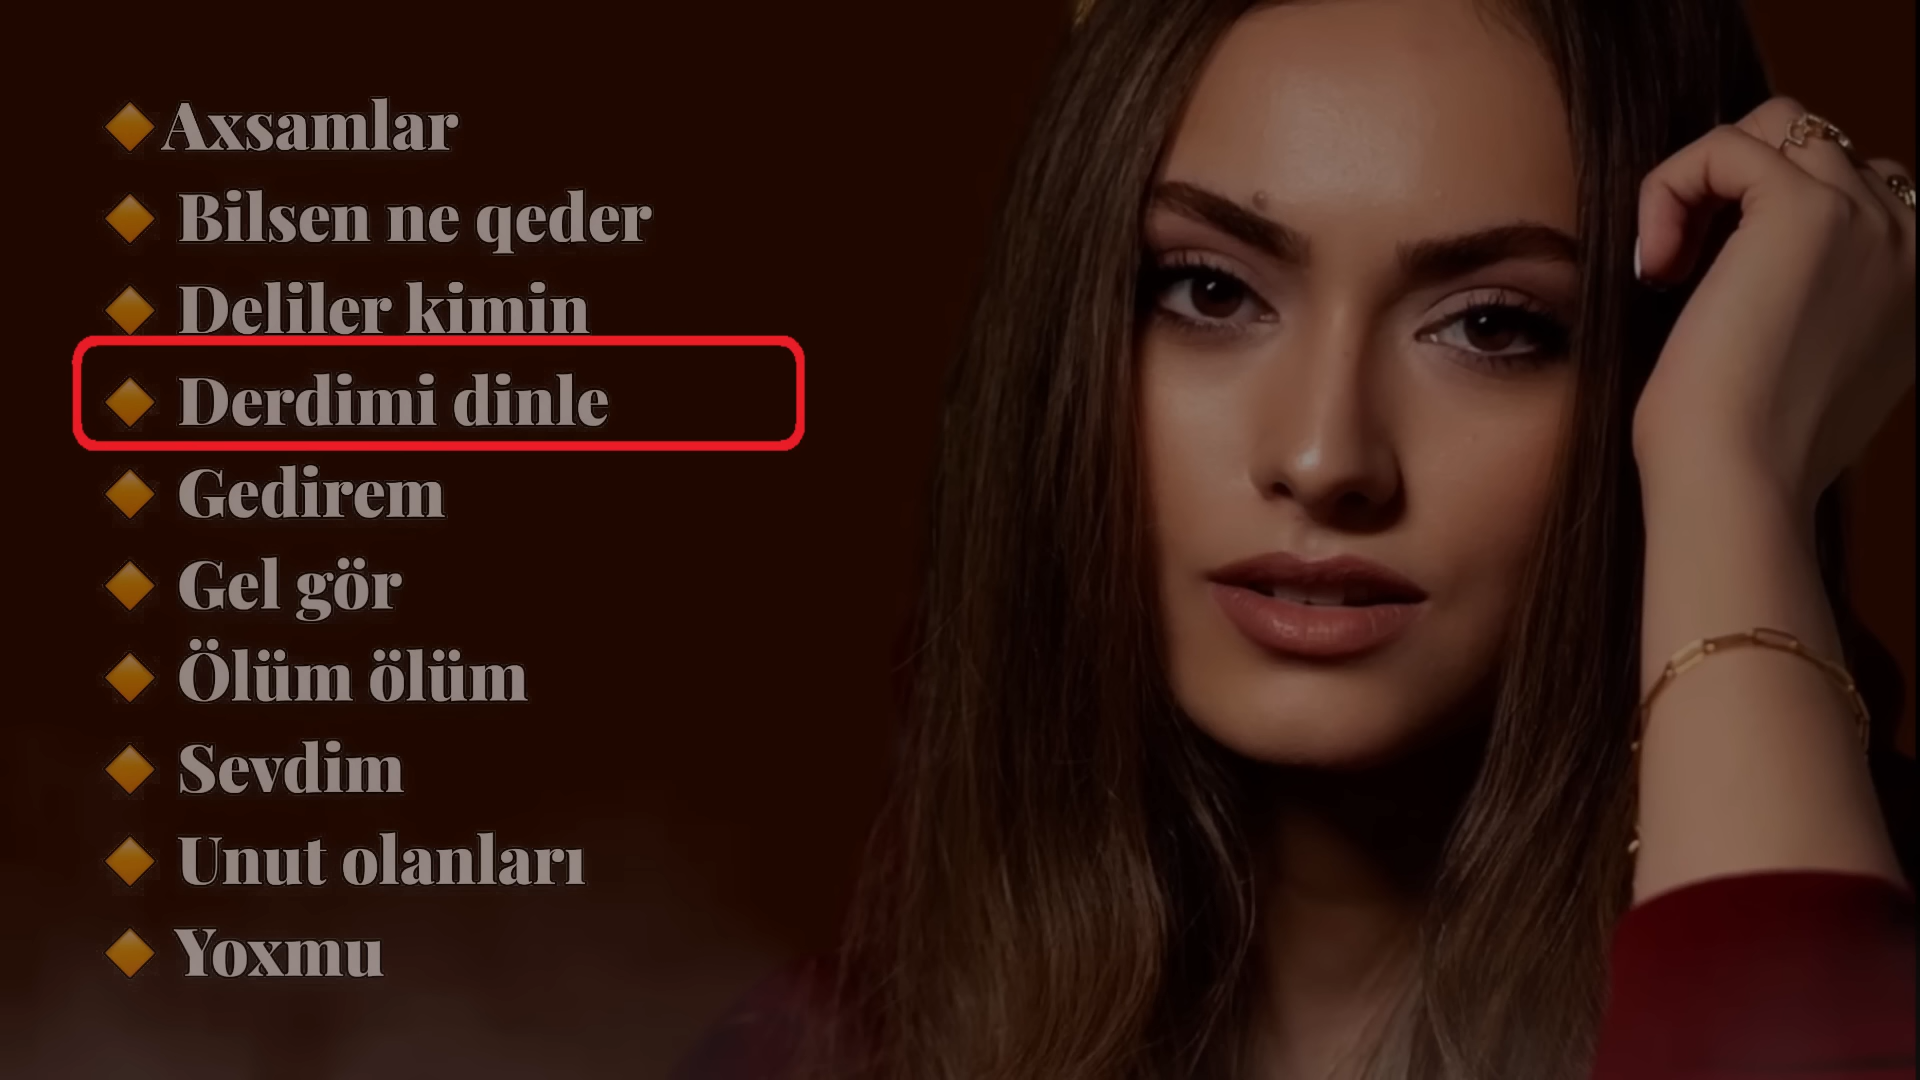 Axsamlar
Bilsen ne qeder
Deliler kimin
Derdimi dinle
Gedirem
Gel gör
Ölüm ölüm
Sevdim
Unut olanları
Yoxmu